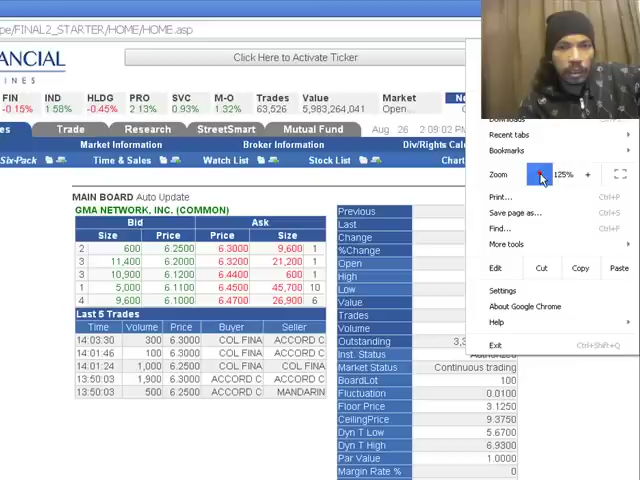 pe/FINAL2_STARTER/HOME/HOME.asp
NANCIAL
LINES
Click Here to Activate Ticker
FIN IND HLDG PRO SVC M-O Trades Value Market
-0.15% 1.58% -0.45% 2.13% 0.93% 1.32% 63,526 5,983,264,041 Open
Trade Research StreetSmart Mutual Fund Aug 26 2:09:02 PM
Market Information Broker Information Div/Rights Calc
Six-Pack Time & Sales Watch List Stock List Chart
MAIN BOARD Auto Update
GMA NETWORK, INC. (COMMON)
Bid Ask
Size Price Price Size
2 600 6.2500 6.3000 9,600 1
3 11,400 6.2000 6.3200 21,200 1
3 10,900 6.1200 6.4400 600 1
1 5,000 6.1100 6.4500 45,700 10
4 9,600 6.1000 6.4700 26,900 6
Last 5 Trades
Time Volume Price Buyer Seller
14:03:30 300 6.3000 COL FINA ACCORD C
14:01:46 100 6.3000 COL FINA ACCORD C
14:01:24 1,000 6.2500 COL FINA COL FINA
13:50:03 1,900 6.3000 ACCORD C ACCORD C
13:50:03 500 6.2500 ACCORD C MANDARIN
Previous
Last
Change
%Change
Open
High
Low
Value
Trades
Volume
Outstanding 3,3
Inst. Status Authorized
Market Status Continuous trading
BoardLot 100
Fluctuation 0.0100
Floor Price 3.1250
CeilingPrice 9.3750
Dyn T Low 5.6700
Dyn T High 6.9300
Par Value 1.0000
Margin Rate % 0
Downloads
Recent tabs
Bookmarks
Zoom 125% +
Print... Ctrl+P
Save page as... Ctrl+S
Find... Ctrl+F
More tools
Edit Cut Copy Paste
Settings
About Google Chrome
Help
Exit Ctrl+Shift+Q